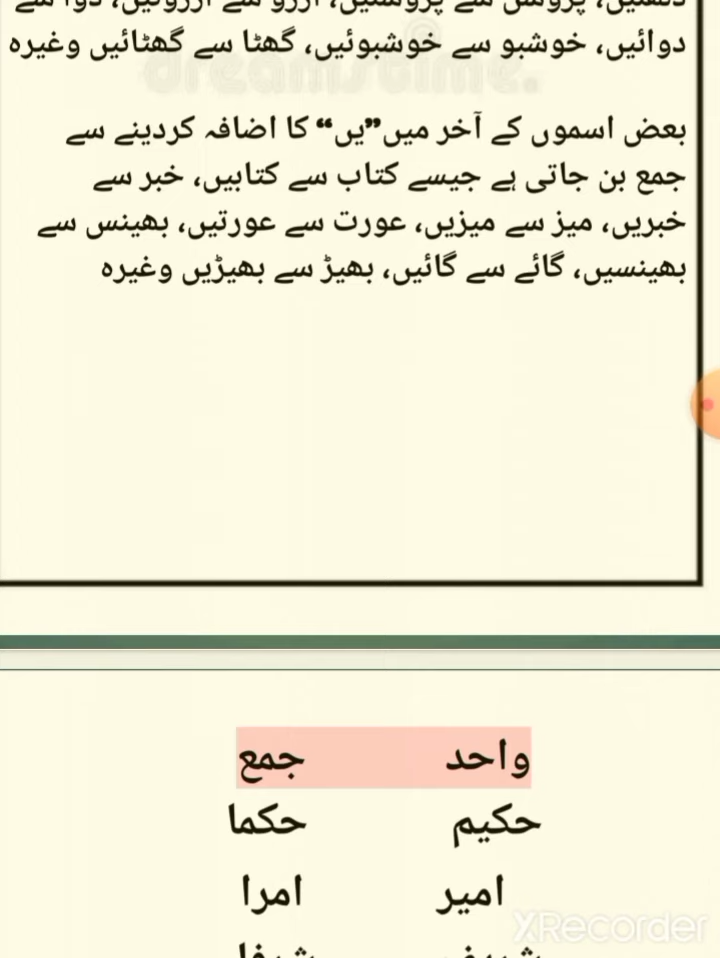 دوائیں، خوشبو سے خوشبوئیں، گھٹا سے گھٹائیں وغیرہ
dreamstime.
بعض اسموں کے آخر میں”یں“ کا اضافہ کردینے سے
جمع بن جاتی ہے جیسے کتاب سے کتابیں، خبر سے
خبریں، میز سے میزیں، عورت سے عورتیں، بھینس سے
بھینسیں، گائے سے گائیں، بھیڑ سے بھیڑیں وغیرہ
واحد جمع
حکیم حکما
امیر امرا
XRecorder